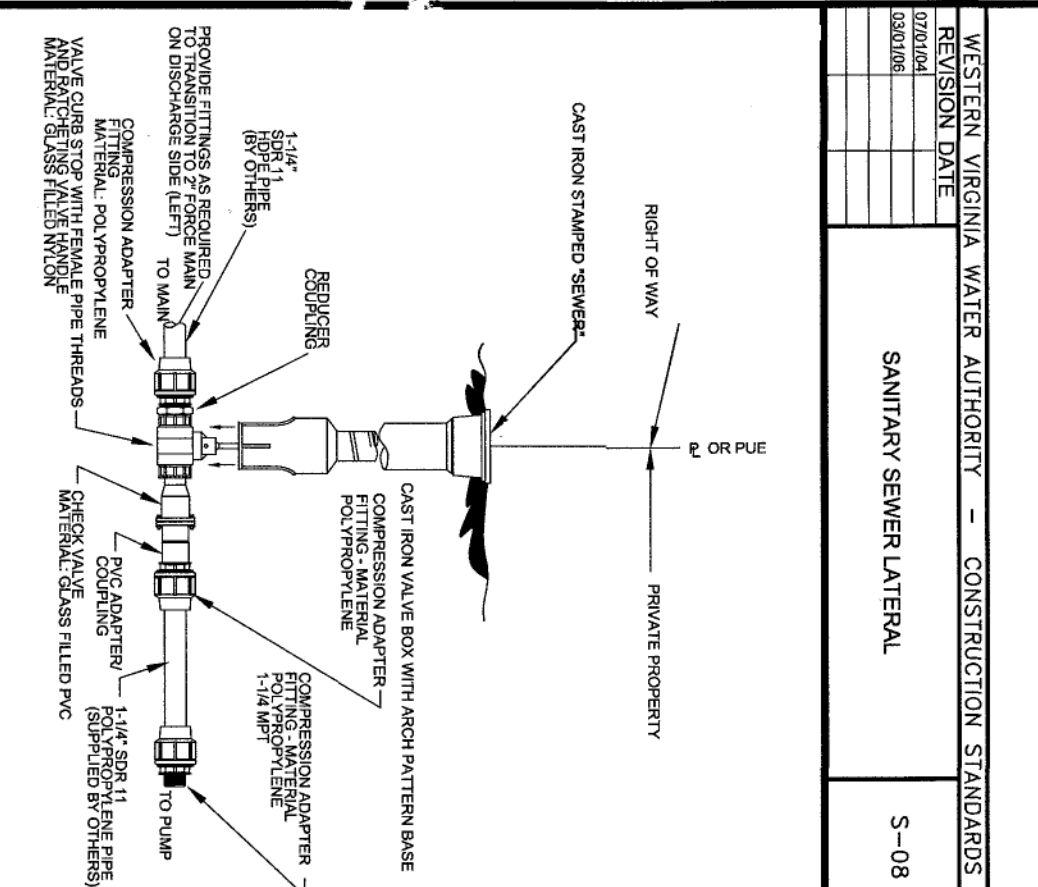 WESTERN VIRGINIA WATER AUTHORITY - CONSTRUCTION STANDARDS
REVISION DATE
07/01/04
03/01/06
SANITARY SEWER LATERAL
S-08
RIGHT OF WAY
PL OR PUE
PRIVATE PROPERTY
CAST IRON STAMPED "SEWER"
CAST IRON VALVE BOX WITH ARCH PATTERN BASE
COMPRESSION ADAPTER
FITTING - MATERIAL
POLYPROPYLENE
REDUCER
COUPLING
1-1/4"
SDR 11
HDPE PIPE
(BY OTHERS)
COMPRESSION ADAPTER
FITTING - MATERIAL
POLYPROPYLENE
1-1/4 MPT
PROVIDE FITTINGS AS REQUIRED
TO TRANSITION TO 2" FORCE MAIN
ON DISCHARGE SIDE (LEFT)
TO MAIN
TO PUMP
COMPRESSION ADAPTER
FITTING
MATERIAL: POLYPROPYLENE
PVC ADAPTER/
COUPLING
1-1/4" SDR 11
POLYPROPYLENE PIPE
(SUPPLIED BY OTHERS)
VALVE CURB STOP WITH FEMALE PIPE THREADS
AND RATCHETING VALVE HANDLE
MATERIAL: GLASS FILLED NYLON
CHECK VALVE
MATERIAL: GLASS FILLED PVC